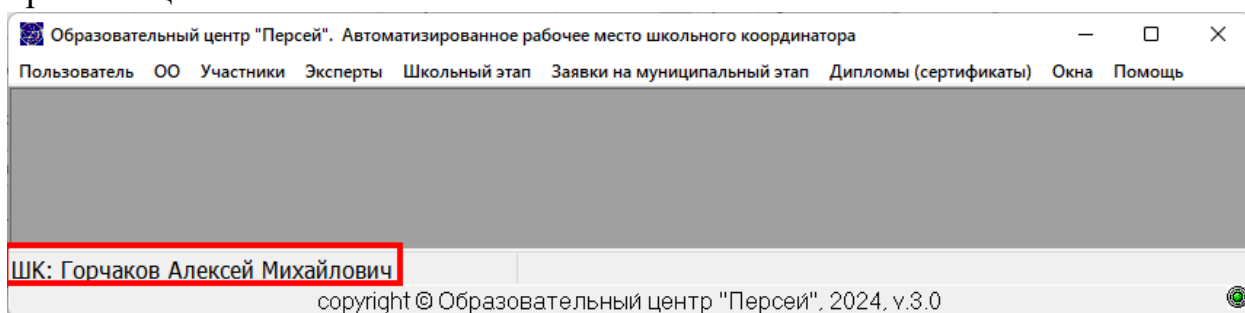 Образовательный центр "Персей". Автоматизированное рабочее место школьного координатора
Пользователь ОО Участники Эксперты Школьный этап Заявки на муниципальный этап Дипломы (сертификаты) Окна Помощь
ШК: Горчаков Алексей Михайлович
copyright © Образовательный центр "Персей", 2024, v.3.0